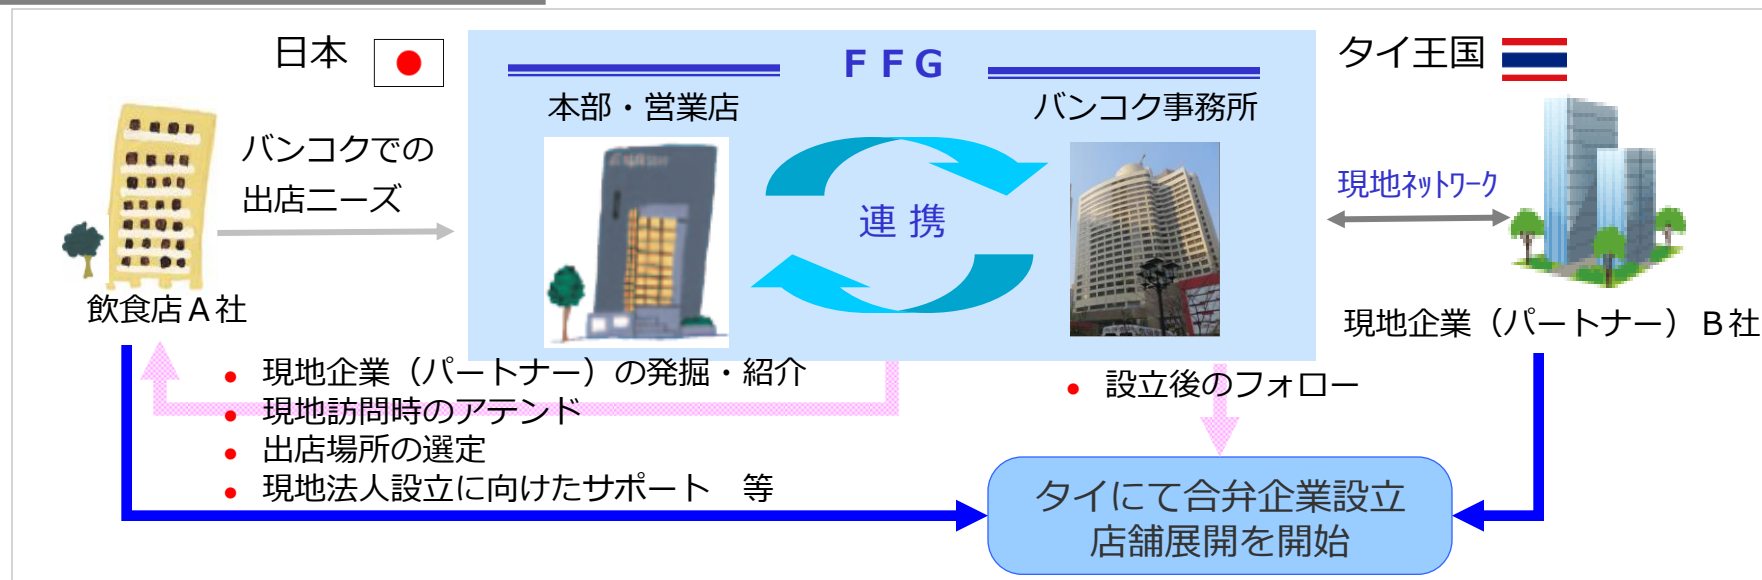 日本
ＦＦＧ
タイ王国
本部・営業店
バンコク事務所
バンコクでの
出店ニーズ
連 携
現地ﾈｯﾄﾜｰｸ
飲食店Ａ社
現地企業（パートナー）Ｂ社
● 現地企業（パートナー）の発掘・紹介
● 現地訪問時のアテンド
● 出店場所の選定
● 現地法人設立に向けたサポート　等
● 設立後のフォロー
タイにて合弁企業設立
店舗展開を開始